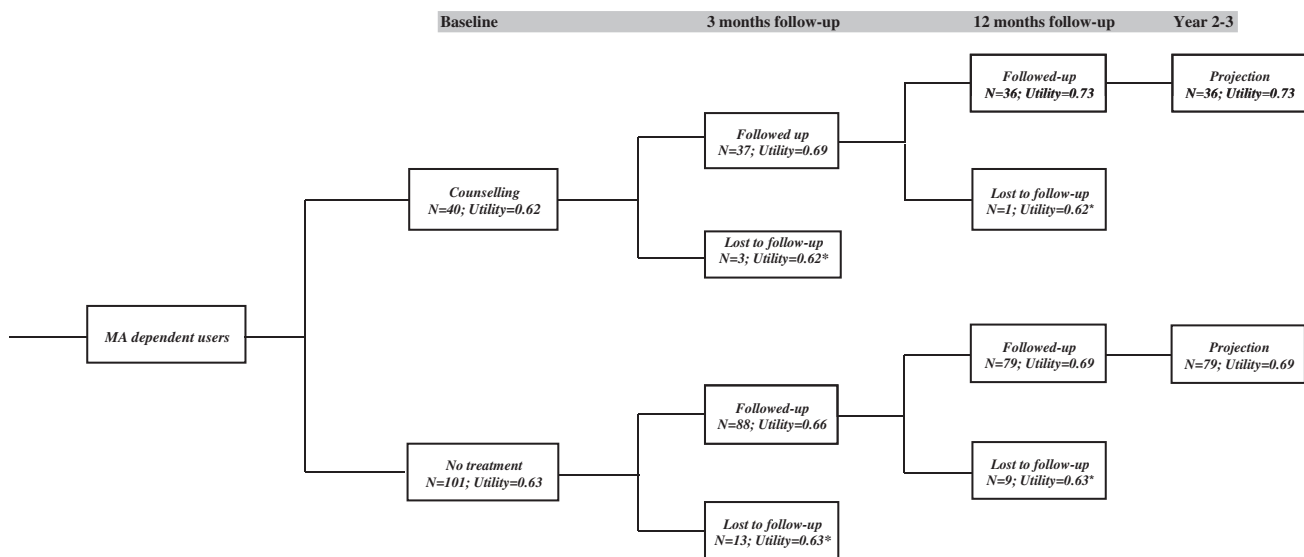 Baseline 3 months follow-up 12 months follow-up Year 2-3
Followed-up
N=36; Utility=0.73
Projection
N=36; Utility=0.73
Followed up
N=37; Utility=0.69
Counselling
N=40; Utility=0.62
Lost to follow-up
N=1; Utility=0.62*
Lost to follow-up
N=3; Utility=0.62*
MA dependent users
Followed-up
N=79; Utility=0.69
Projection
N=79; Utility=0.69
Followed-up
N=88; Utility=0.66
No treatment
N=101; Utility=0.63
Lost to follow-up
N=9; Utility=0.63*
Lost to follow-up
N=13; Utility=0.63*